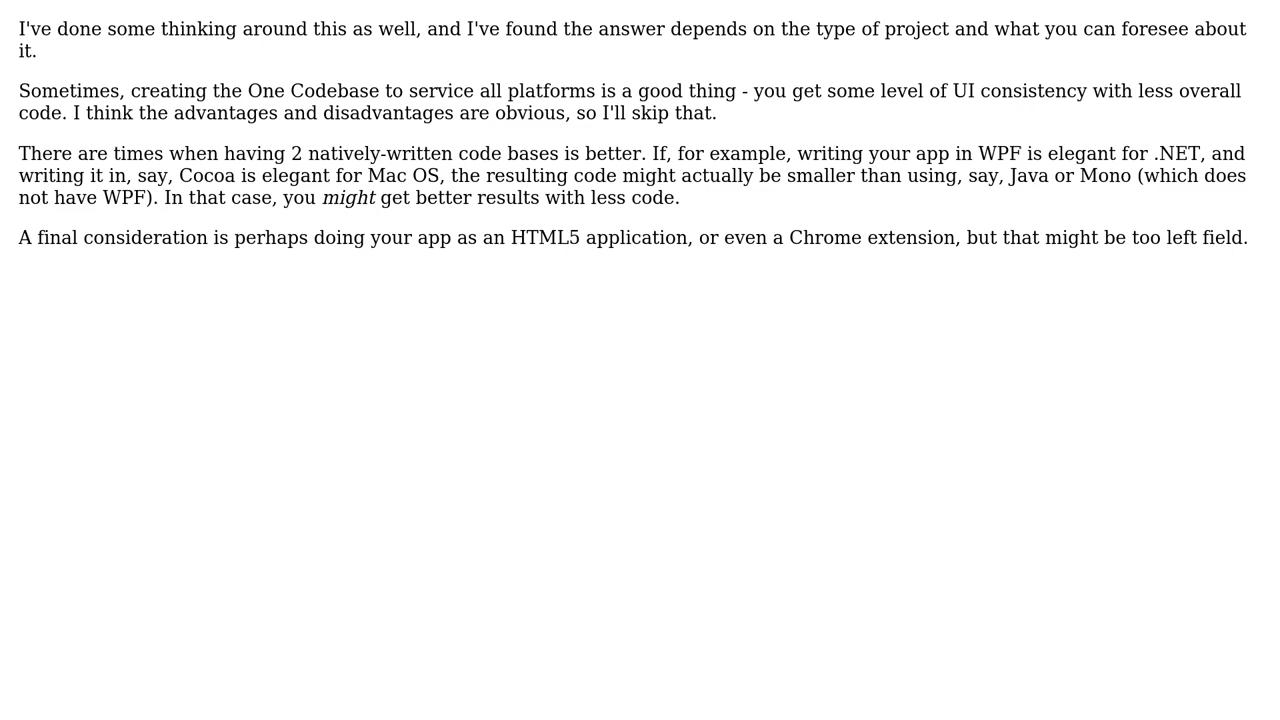 I've done some thinking around this as well, and I've found the answer depends on the type of project and what you can foresee about
it.
Sometimes, creating the One Codebase to service all platforms is a good thing - you get some level of UI consistency with less overall
code. I think the advantages and disadvantages are obvious, so I'll skip that.
There are times when having 2 natively-written code bases is better. If, for example, writing your app in WPF is elegant for .NET, and
writing it in, say, Cocoa is elegant for Mac OS, the resulting code might actually be smaller than using, say, Java or Mono (which does
not have WPF). In that case, you might get better results with less code.
A final consideration is perhaps doing your app as an HTML5 application, or even a Chrome extension, but that might be too left field.